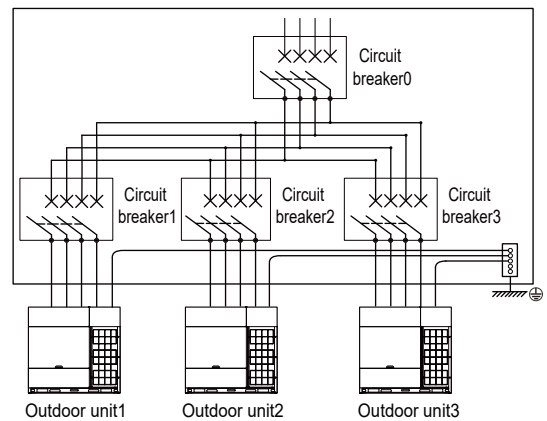 Circuit
breaker0
Circuit
breaker1
Circuit
breaker2
Circuit
breaker3
Outdoor unit1
Outdoor unit2
Outdoor unit3